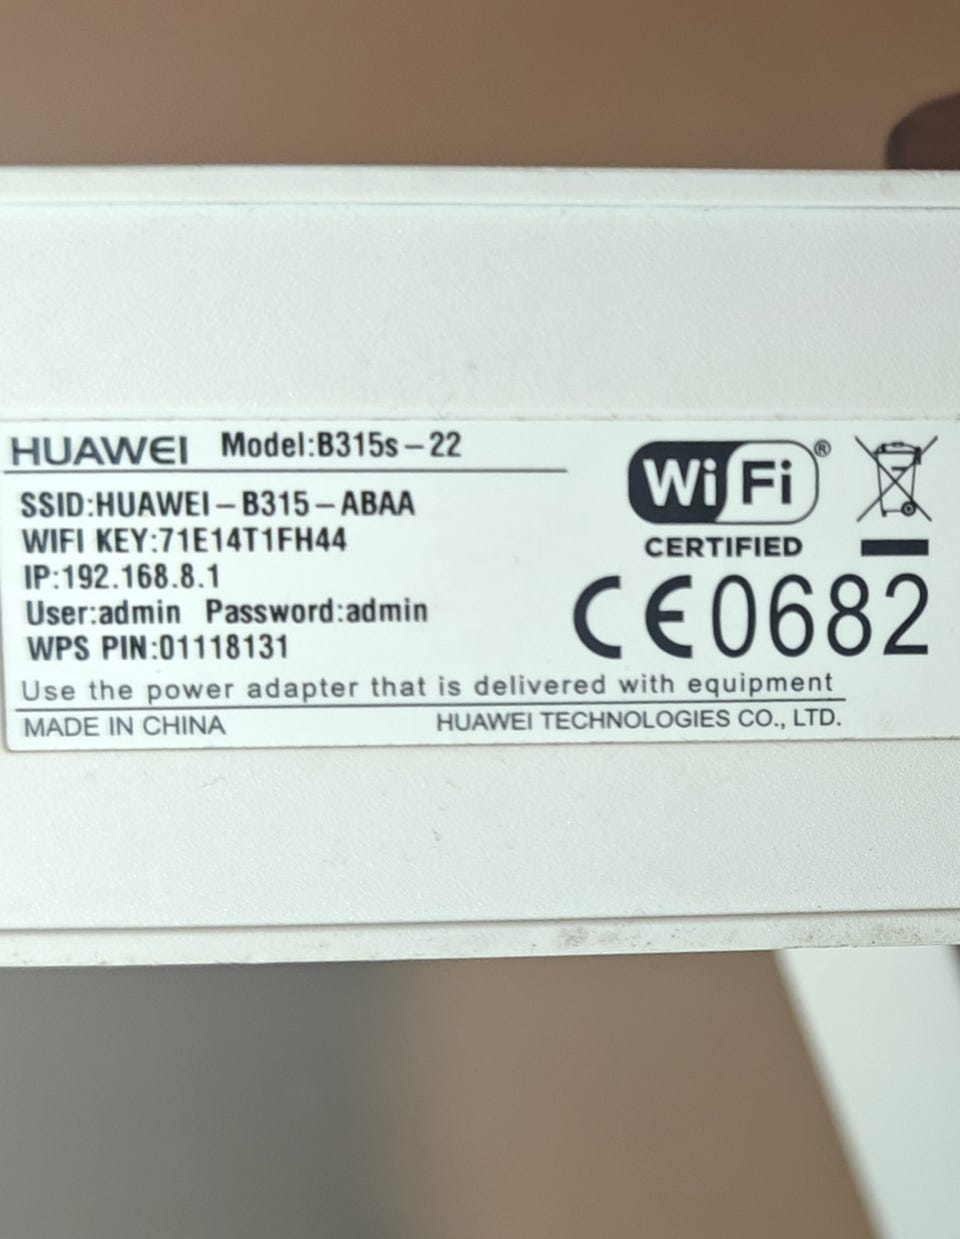 HUAWEI Model:B315s-22
SSID:HUAWEI-B315-ABAA
WIFI KEY:71E14T1FH44
IP:192.168.8.1
User:admin Password:admin
WPS PIN:01118131
Use the power adapter that is delivered with equipment
MADE IN CHINA HUAWEI TECHNOLOGIES CO., LTD.
WiFi®
CERTIFIED
CE0682